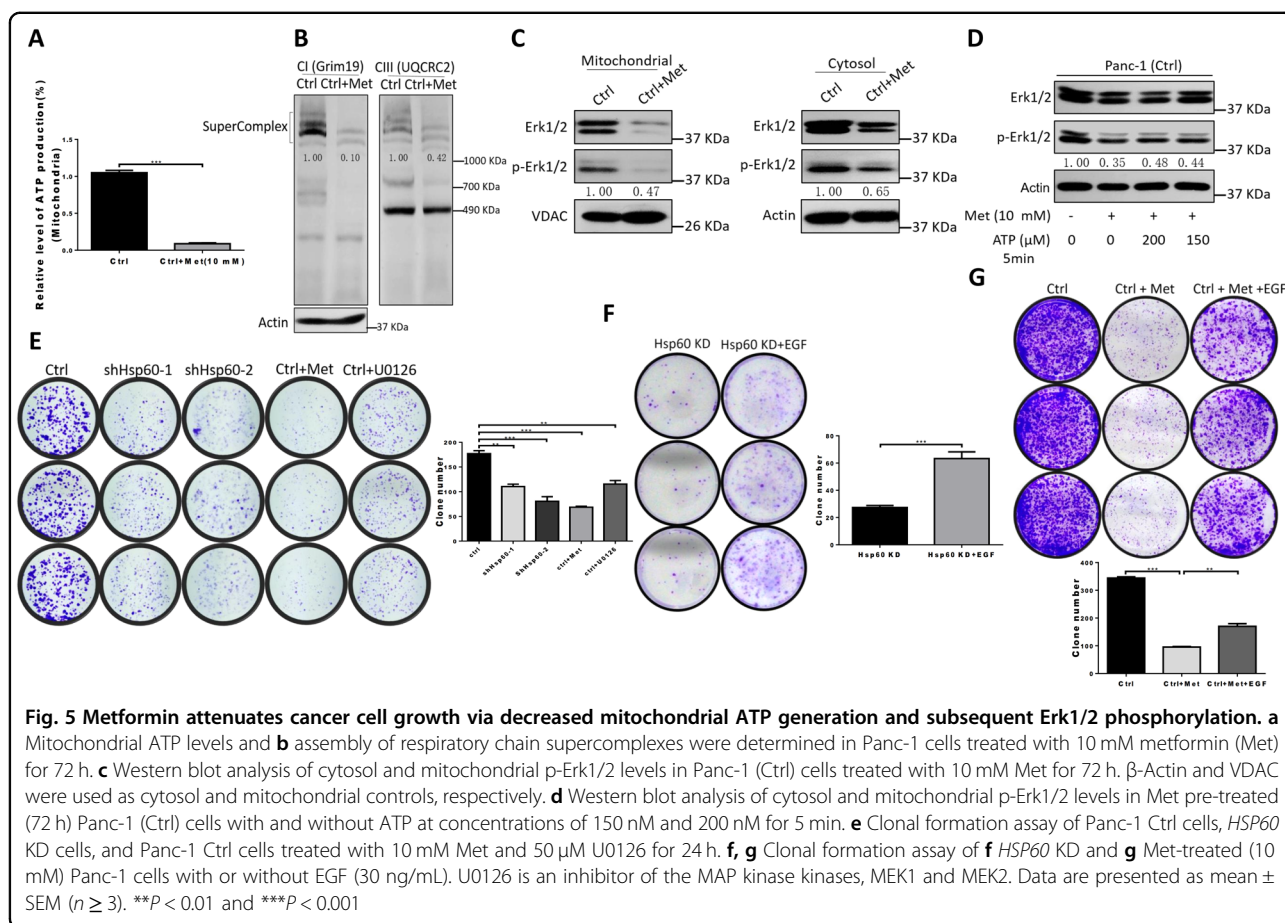 A
Relative level of ATP production(%)
(Mitochondria)
1.5
1.0
0.5
0.0
***
Ctrl
Ctrl+Met(10 mM)
B
CI (Grim19)
CIII (UQCRC2)
Ctrl Ctrl+Met
Ctrl Ctrl+Met
SuperComplex
1.00 0.10
1.00 0.42
1000 KDa
700 KDa
490 KDa
Actin
37 KDa
C
Mitochondrial
Cytosol
Ctrl
Ctrl+Met
Ctrl
Ctrl+Met
Erk1/2
37 KDa
Erk1/2
37 KDa
p-Erk1/2
37 KDa
p-Erk1/2
37 KDa
1.00 0.47
1.00 0.65
VDAC
26 KDa
Actin
37 KDa
D
Panc-1 (Ctrl)
Erk1/2
37 KDa
p-Erk1/2
37 KDa
1.00 0.35 0.48 0.44
Actin
37 KDa
Met (10 mM) - + + +
ATP (μM) 0 0 200 150
5min
E
Ctrl
shHsp60-1
shHsp60-2
Ctrl+Met
Ctrl+U0126
Clone number
200
150
100
50
0
**
***
***
**
ctrl
shHsp60-1
ShHsp60-2
ctrl+Met
ctrl+U0126
F
Hsp60 KD
Hsp60 KD+EGF
Clone number
80
60
40
20
0
***
Hsp60 KD
Hsp60 KD+EGF
G
Ctrl
Ctrl + Met
Ctrl + Met +EGF
Clone number
400
300
200
100
0
***
**
Ctrl
Ctrl+Met
Ctrl+Met+EGF
Fig. 5 Metformin attenuates cancer cell growth via decreased mitochondrial ATP generation and subsequent Erk1/2 phosphorylation. a
Mitochondrial ATP levels and b assembly of respiratory chain supercomplexes were determined in Panc-1 cells treated with 10 mM metformin (Met)
for 72 h. c Western blot analysis of cytosol and mitochondrial p-Erk1/2 levels in Panc-1 (Ctrl) cells treated with 10 mM Met for 72 h. β-Actin and VDAC
were used as cytosol and mitochondrial controls, respectively. d Western blot analysis of cytosol and mitochondrial p-Erk1/2 levels in Met pre-treated
(72 h) Panc-1 (Ctrl) cells with and without ATP at concentrations of 150 nM and 200 nM for 5 min. e Clonal formation assay of Panc-1 Ctrl cells, HSP60
KD cells, and Panc-1 Ctrl cells treated with 10 mM Met and 50 μM U0126 for 24 h. f, g Clonal formation assay of f HSP60 KD and g Met-treated (10
mM) Panc-1 cells with or without EGF (30 ng/mL). U0126 is an inhibitor of the MAP kinase kinases, MEK1 and MEK2. Data are presented as mean ±
SEM (n ≥ 3). **P < 0.01 and ***P < 0.001